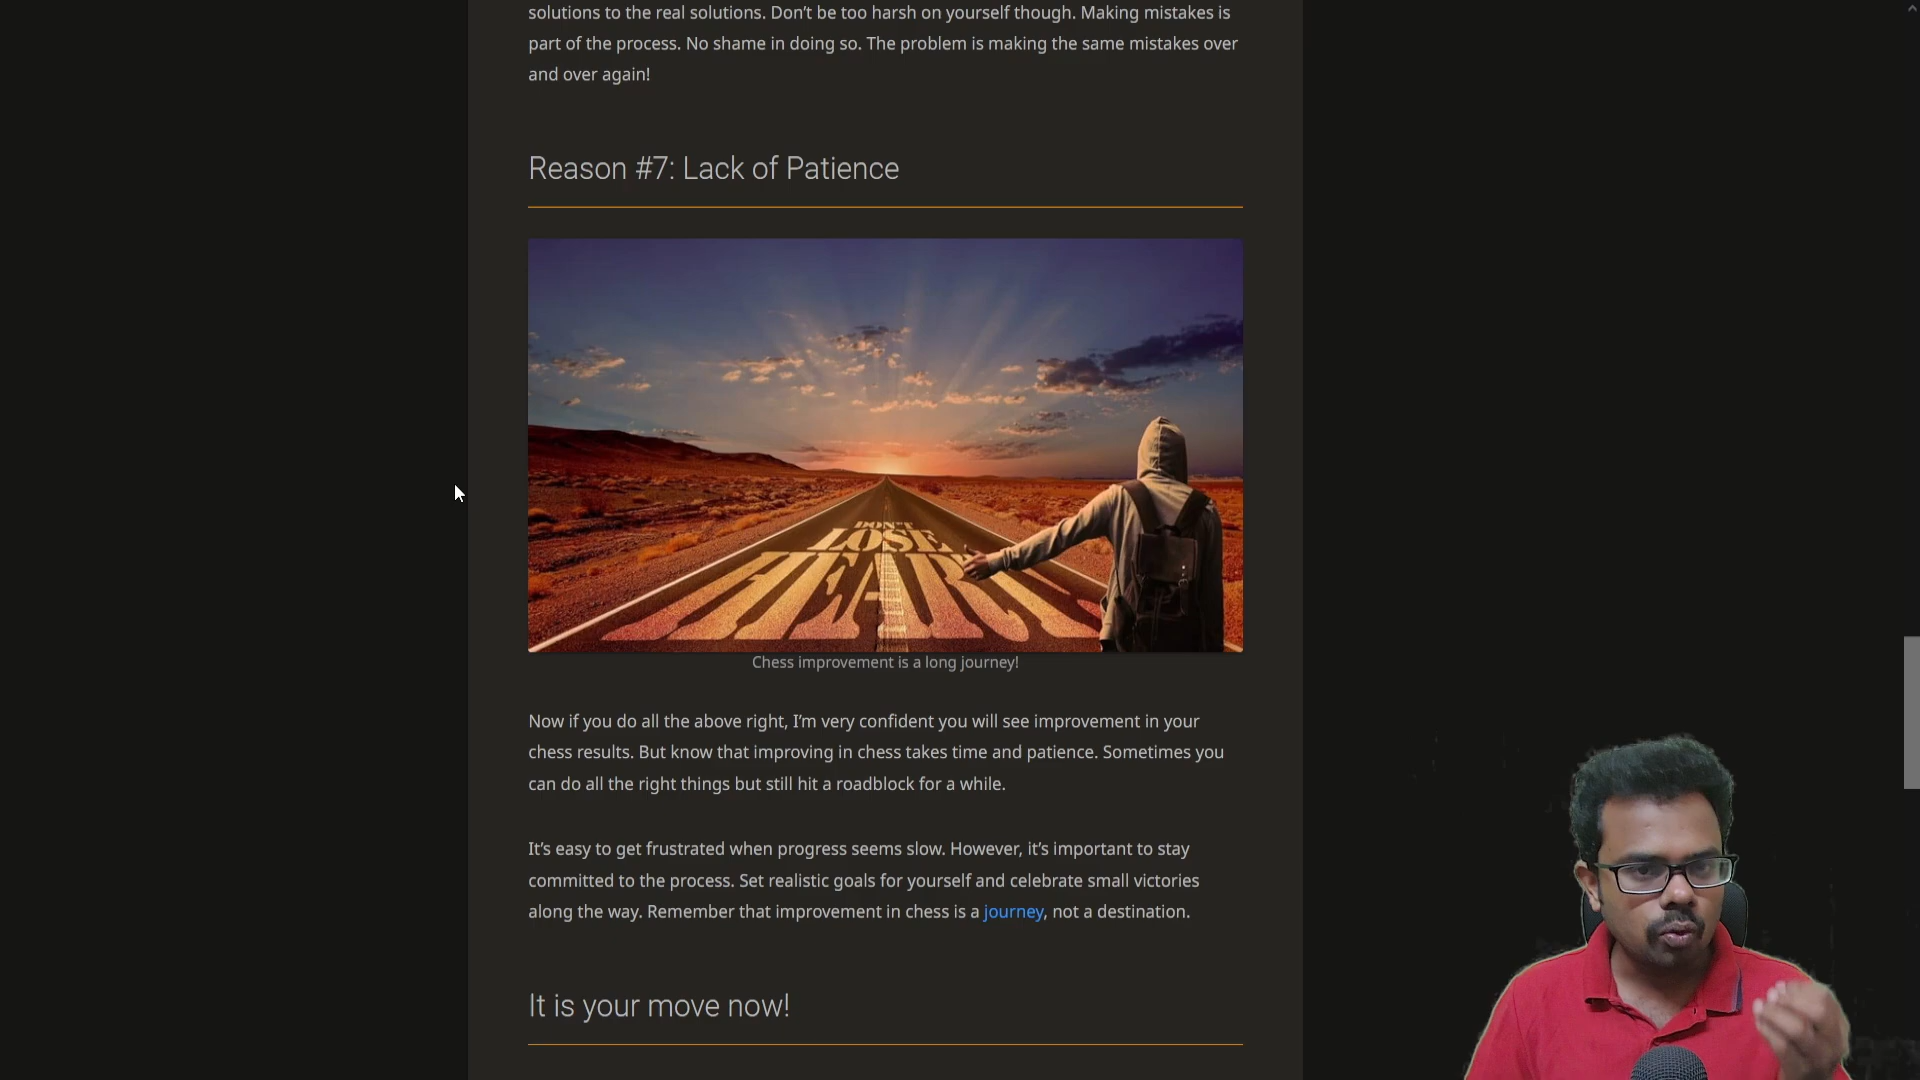 solutions to the real solutions. Don't be too harsh on yourself though. Making mistakes is
part of the process. No shame in doing so. The problem is making the same mistakes over
and over again!
Reason #7: Lack of Patience
DON'T
LOSE
HEART
Chess improvement is a long journey!
Now if you do all the above right, I'm very confident you will see improvement in your
chess results. But know that improving in chess takes time and patience. Sometimes you
can do all the right things but still hit a roadblock for a while.
It's easy to get frustrated when progress seems slow. However, it's important to stay
committed to the process. Set realistic goals for yourself and celebrate small victories
along the way. Remember that improvement in chess is a journey, not a destination.
It is your move now!